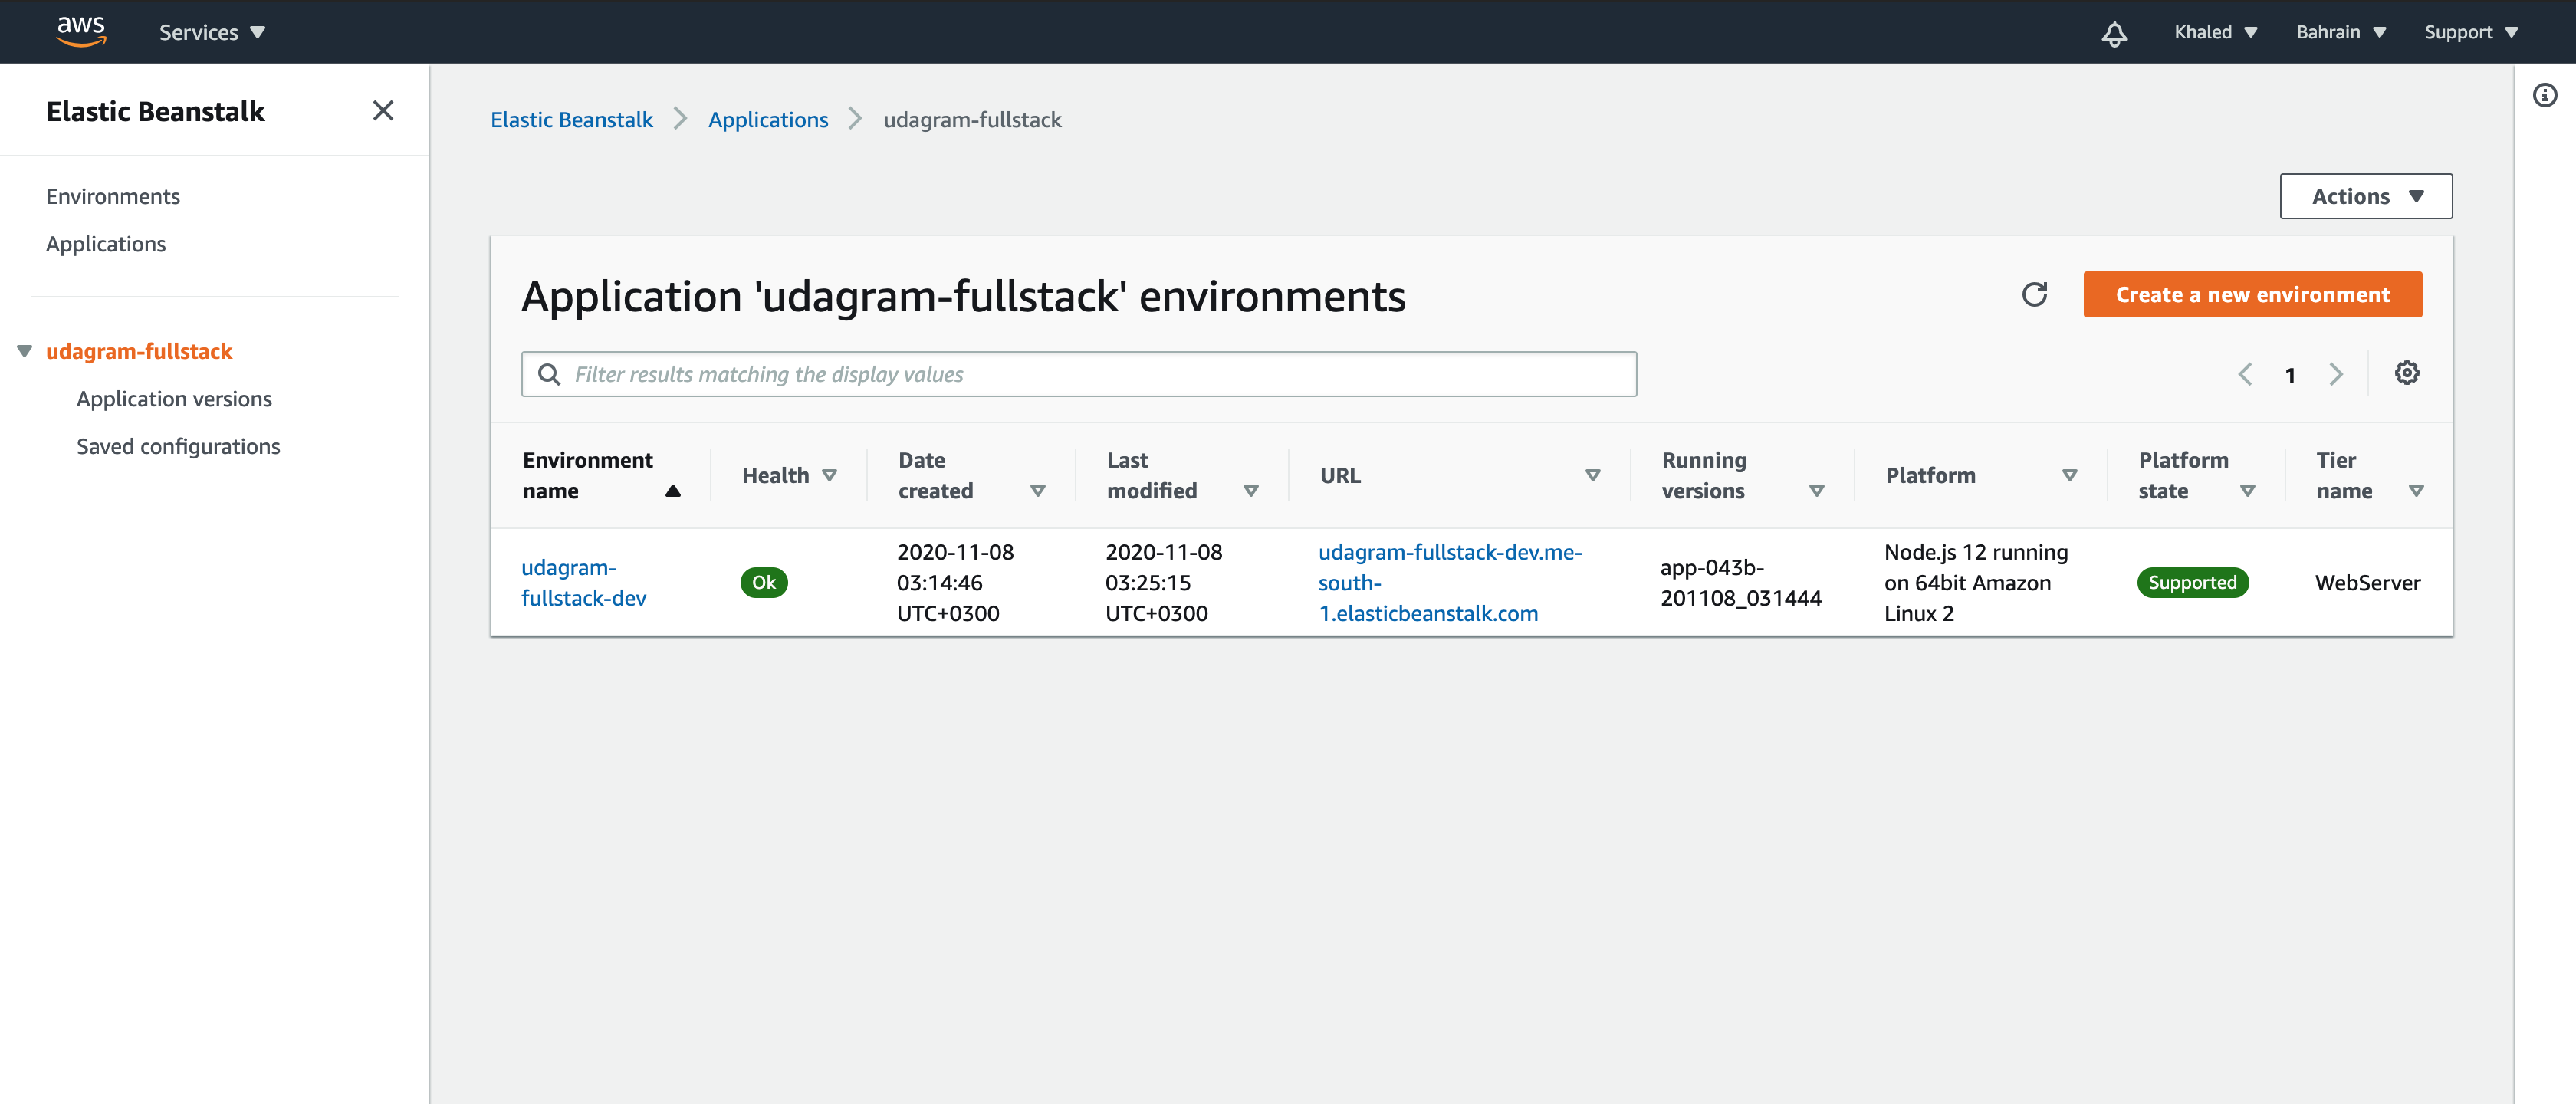 aws
Services
Khaled
Bahrain
Support
Elastic Beanstalk
Environments
Applications
udagram-fullstack
Application versions
Saved configurations
Elastic Beanstalk
Applications
udagram-fullstack
Actions
Application 'udagram-fullstack' environments
Create a new environment
Filter results matching the display values
1
Environment
name
Health
Date
created
Last
modified
URL
Running
versions
Platform
Platform
state
Tier
name
udagram-
fullstack-dev
Ok
2020-11-08
03:14:46
UTC+0300
2020-11-08
03:25:15
UTC+0300
udagram-fullstack-dev.me-
south-
1.elasticbeanstalk.com
app-043b-
201108_031444
Node.js 12 running
on 64bit Amazon
Linux 2
Supported
WebServer